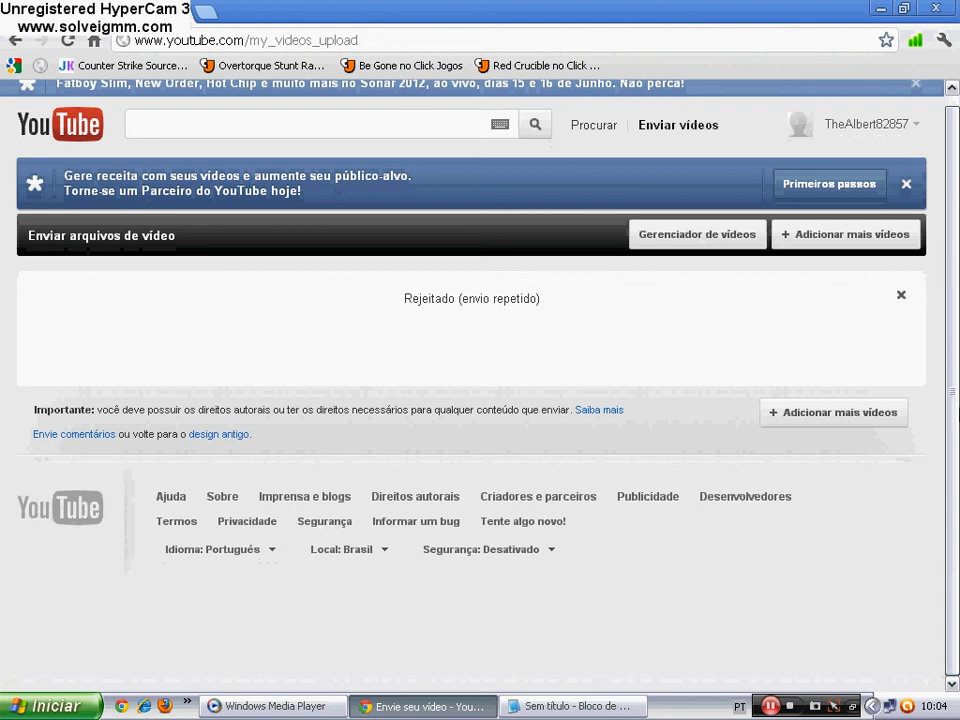 Unregistered HyperCam 3
www.solveigmm.com
www.youtube.com/my_videos_upload
Counter Strike Source...
Overtorque Stunt Ra...
Be Gone no Click Jogos
Red Crucible no Click ...
Fatboy Slim, New Order, Hot Chip e muito mais no Sónar 2012, ao vivo, dias 15 e 16 de Junho. Não perca!
YouTube
Procurar
Enviar vídeos
TheAlbert82857
Gere receita com seus vídeos e aumente seu público-alvo.
Torne-se um Parceiro do YouTube hoje!
Primeiros passos
Enviar arquivos de vídeo
Gerenciador de vídeos
+ Adicionar mais vídeos
Rejeitado (envio repetido)
Importante: você deve possuir os direitos autorais ou ter os direitos necessários para qualquer conteúdo que enviar. Saiba mais
+ Adicionar mais vídeos
Envie comentários ou volte para o design antigo.
YouTube
Ajuda Sobre Imprensa e blogs Direitos autorais Criadores e parceiros Publicidade Desenvolvedores
Termos Privacidade Segurança Informar um bug Tente algo novo!
Idioma: Português Local: Brasil Segurança: Desativado
Iniciar
Windows Media Player
Envie seu vídeo - You...
Sem título - Bloco de ...
PT
10:04